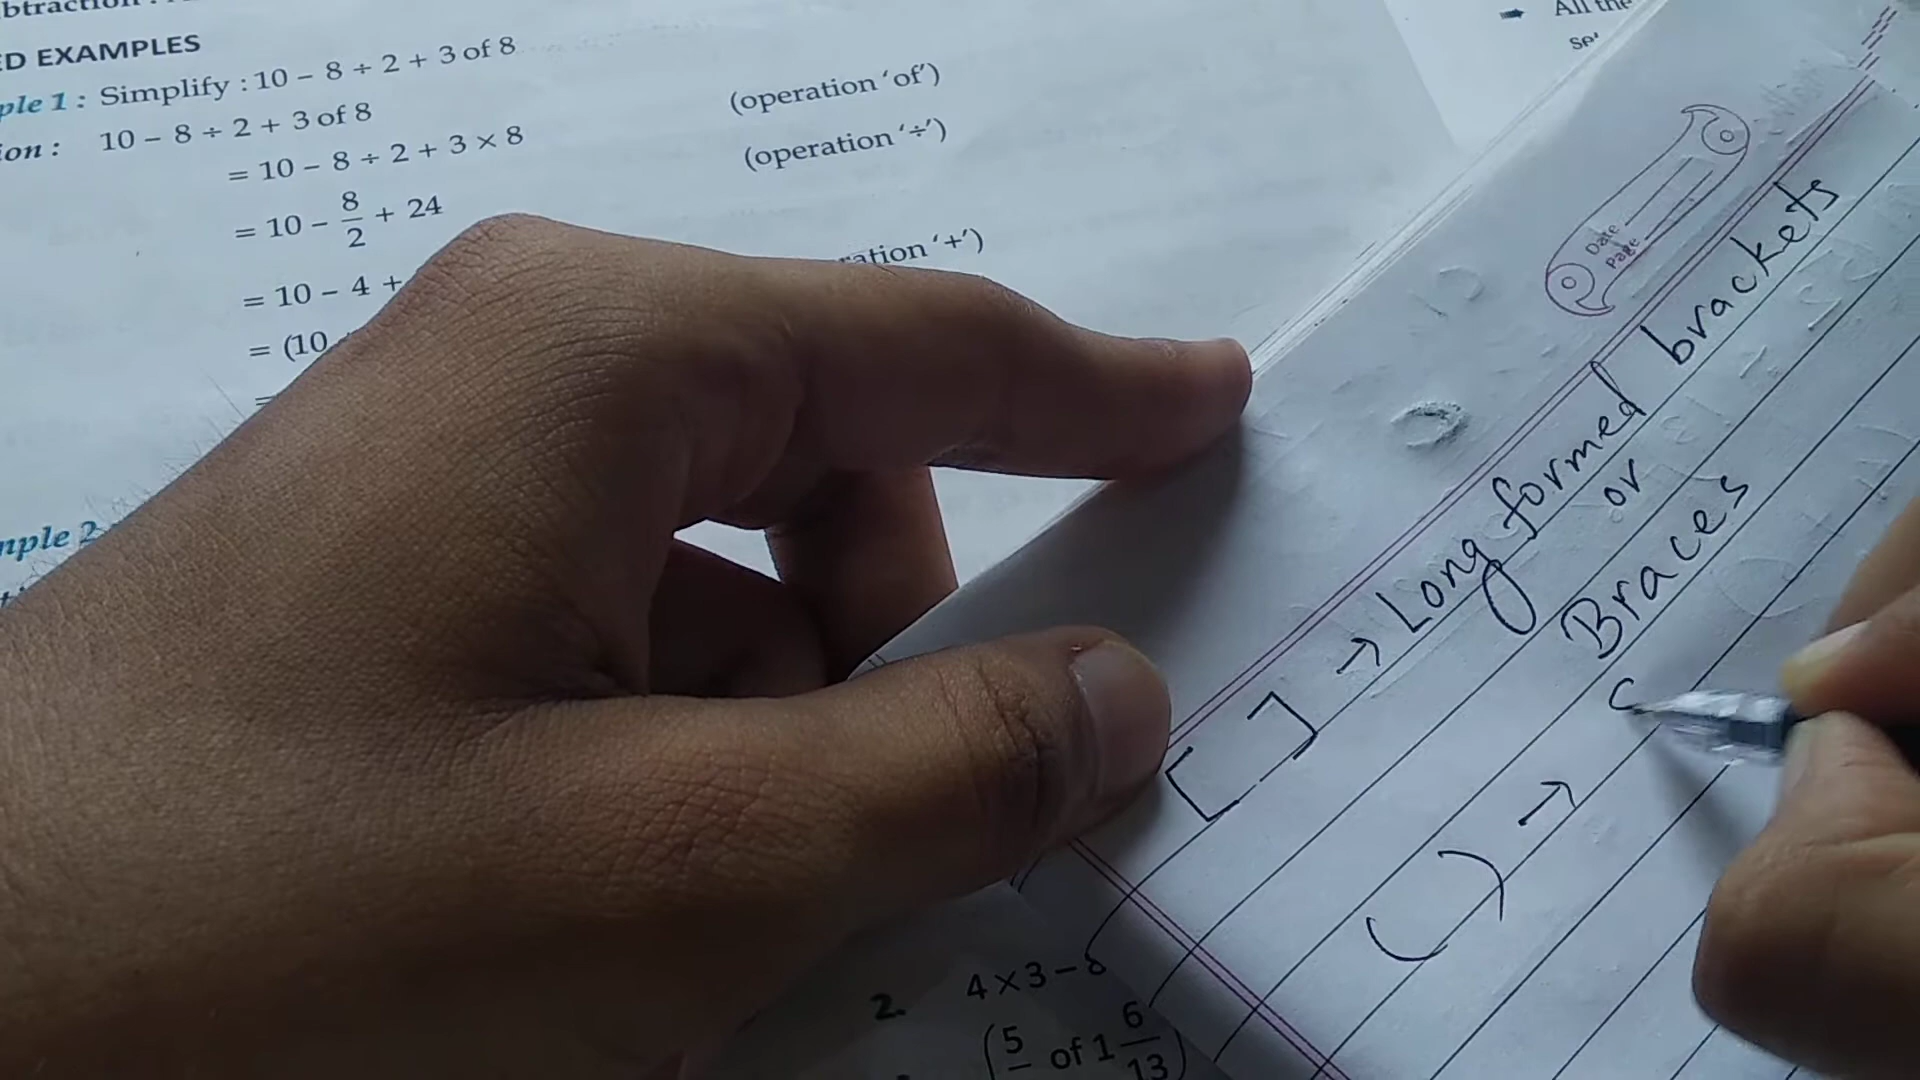 ED EXAMPLES
ple 1 : Simplify : 10 – 8 ÷ 2 + 3 of 8
ion : 10 – 8 ÷ 2 + 3 of 8
= 10 – 8 ÷ 2 + 3 × 8 (operation 'of')
= 10 – 8/2 + 24 (operation '÷')
= 10 – 4 +
= (10 ration '+')
=
mple 2
All the
Date
Page
[ ] → Long formed brackets
or
Braces
( ) → C
2. 4 × 3 – 8
(5 of 1 6/13)